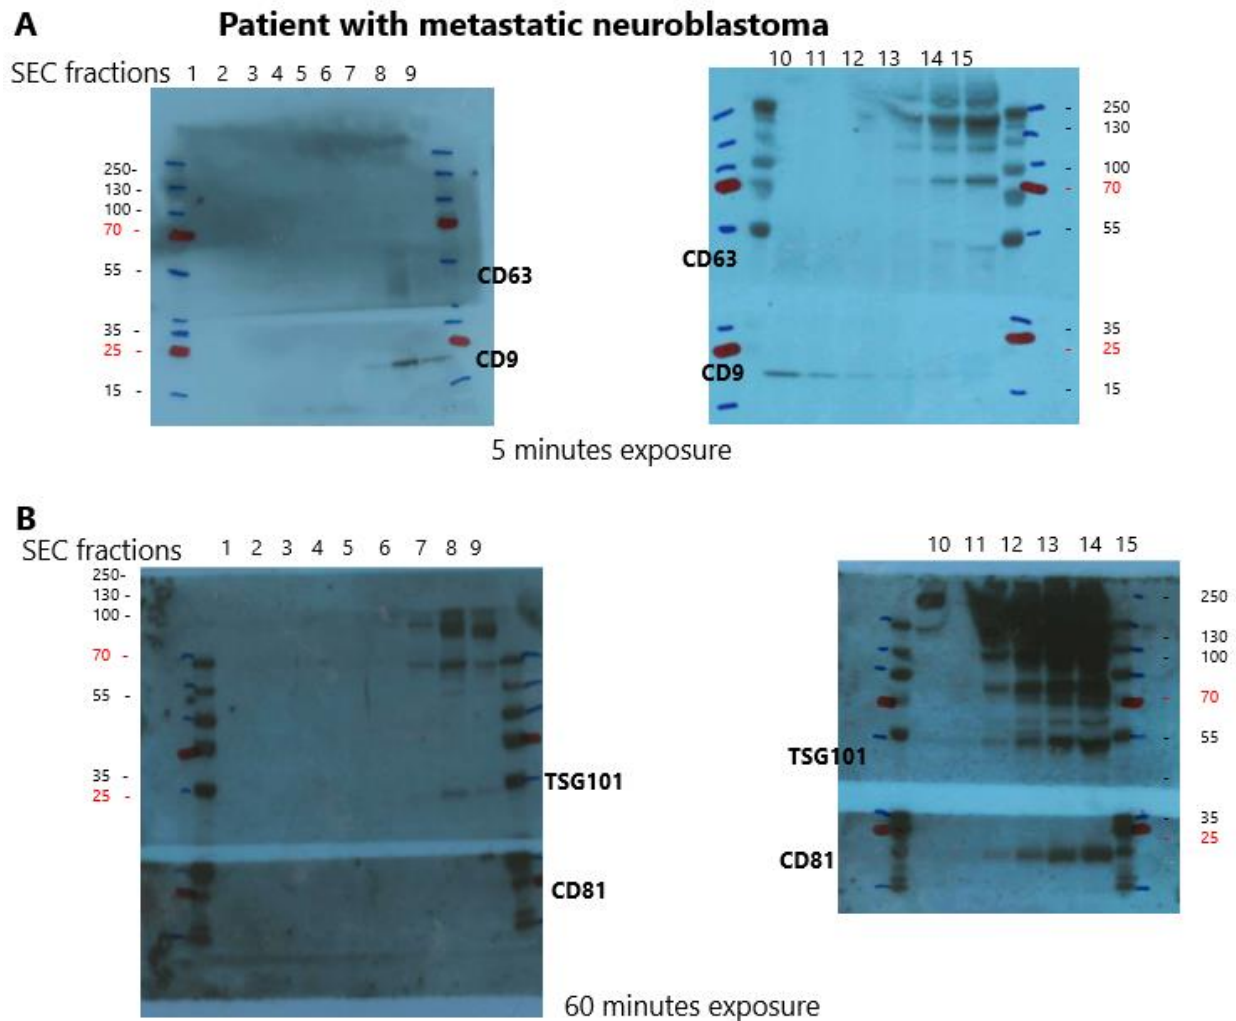 A Patient with metastatic neuroblastoma
SEC fractions 1 2 3 4 5 6 7 8 9
250-
130 -
100 -
70 -
55 -
35 -
25 -
15 -
CD63
CD9
10 11 12 13 14 15
CD63
CD9
- 250
- 130
- 100
- 70
- 55
- 35
- 25
- 15
5 minutes exposure
B
SEC fractions 1 2 3 4 5 6 7 8 9
250-
130 -
100 -
70 -
55 -
35 -
25 -
TSG101
CD81
10 11 12 13 14 15
TSG101
CD81
- 250
- 130
- 100
- 70
- 55
- 35
- 25
60 minutes exposure